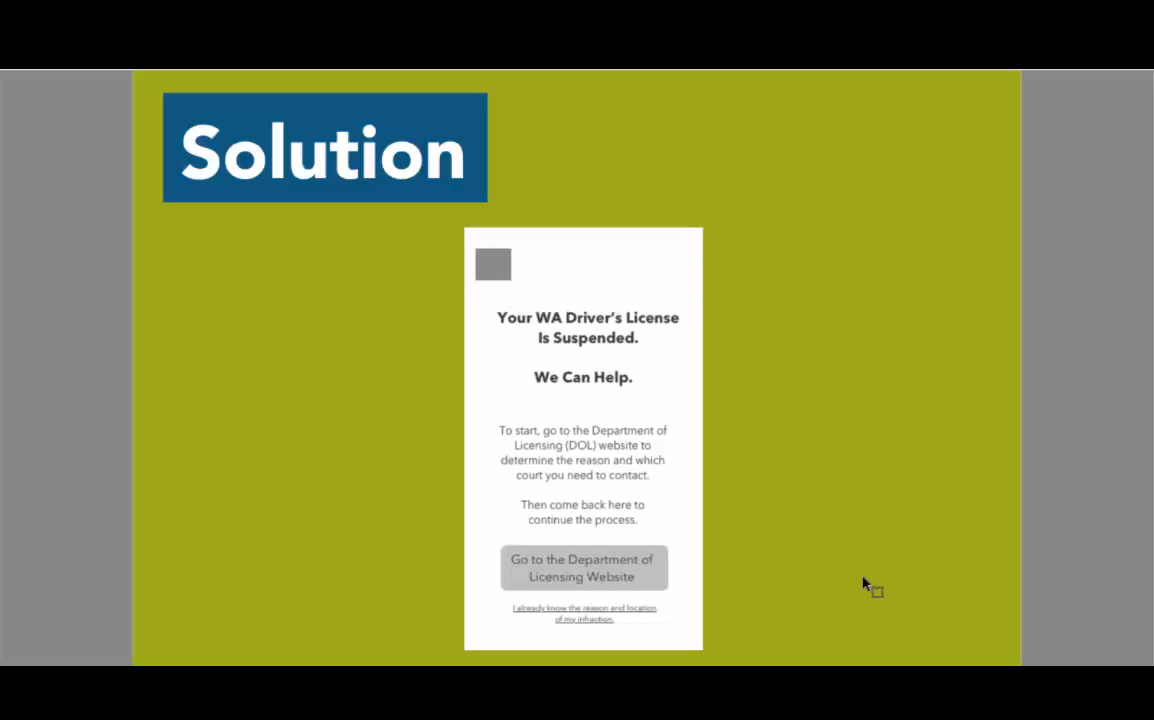 Solution
Your WA Driver's License
Is Suspended.
We Can Help.
To start, go to the Department of
Licensing (DOL) website to
determine the reason and which
court you need to contact.
Then come back here to
continue the process.
Go to the Department of
Licensing Website
I already know the reason and location
of my infraction.